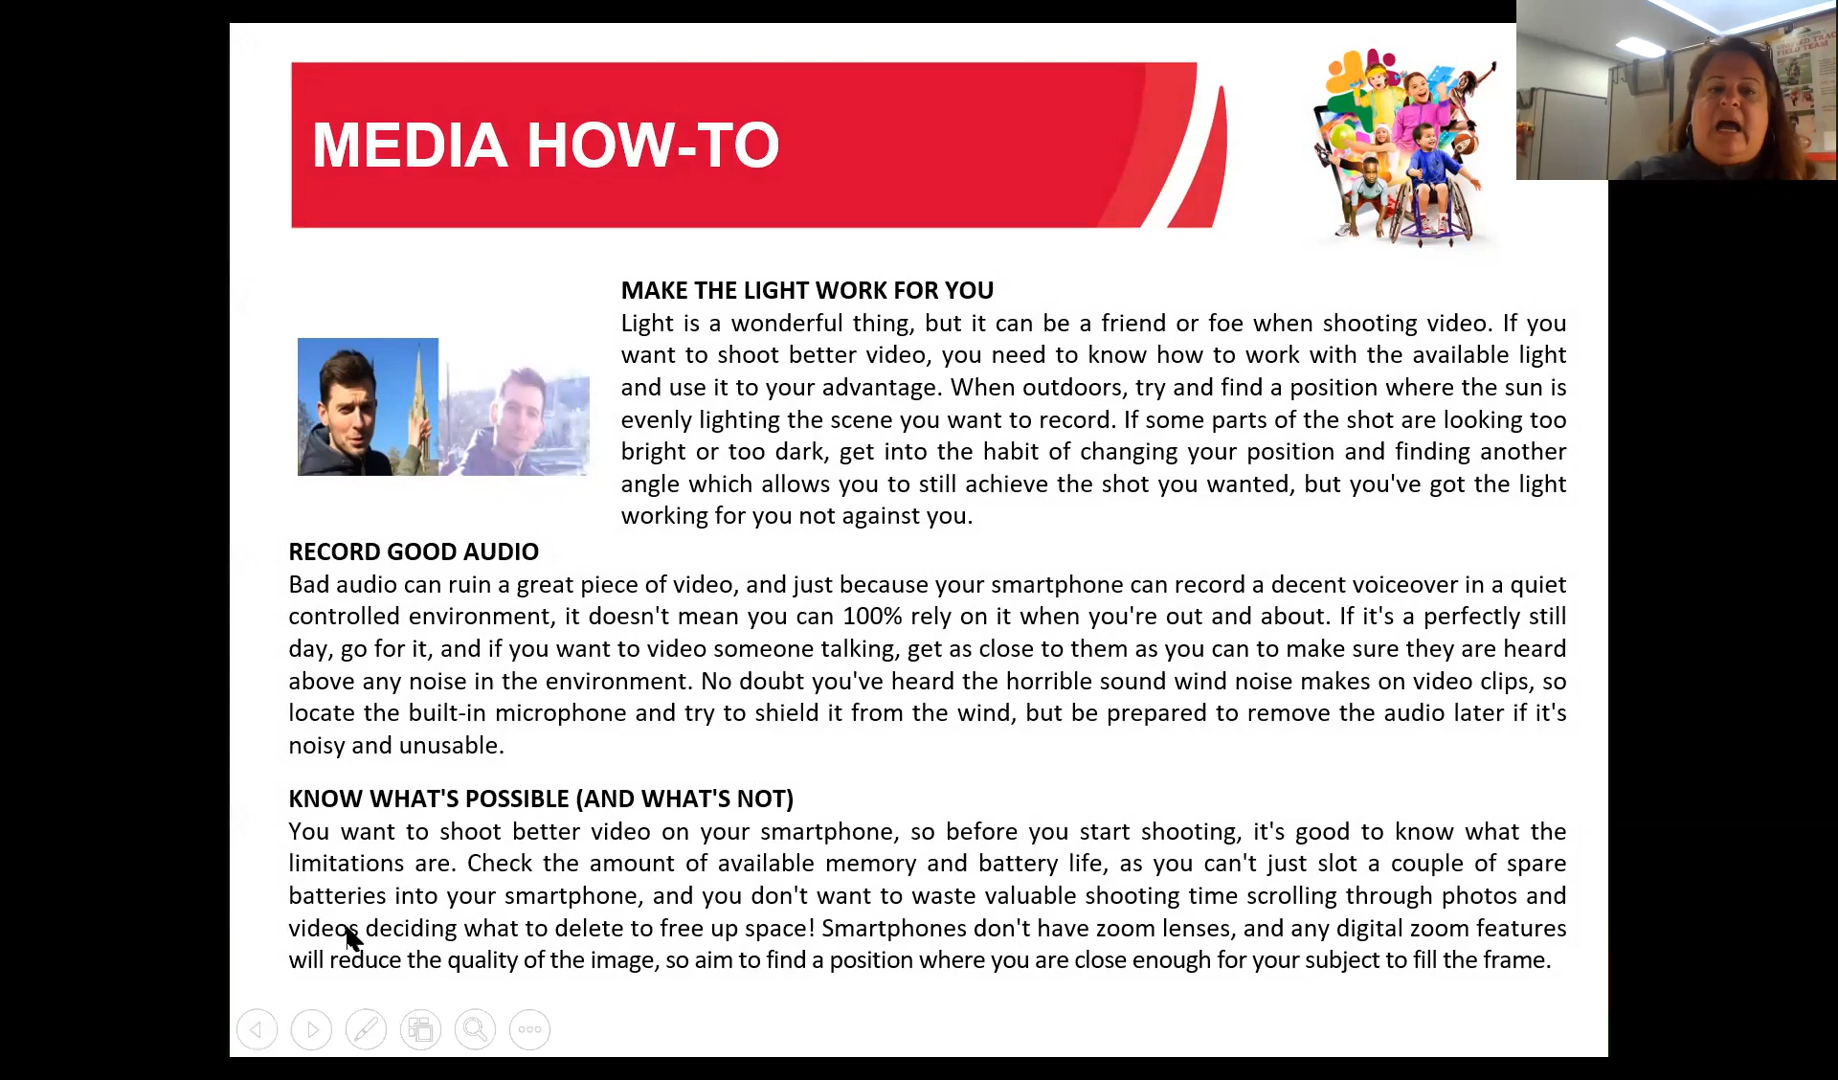 MEDIA HOW-TO
MAKE THE LIGHT WORK FOR YOU
Light is a wonderful thing, but it can be a friend or foe when shooting video. If you
want to shoot better video, you need to know how to work with the available light
and use it to your advantage. When outdoors, try and find a position where the sun is
evenly lighting the scene you want to record. If some parts of the shot are looking too
bright or too dark, get into the habit of changing your position and finding another
angle which allows you to still achieve the shot you wanted, but you've got the light
working for you not against you.
RECORD GOOD AUDIO
Bad audio can ruin a great piece of video, and just because your smartphone can record a decent voiceover in a quiet
controlled environment, it doesn't mean you can 100% rely on it when you're out and about. If it's a perfectly still
day, go for it, and if you want to video someone talking, get as close to them as you can to make sure they are heard
above any noise in the environment. No doubt you've heard the horrible sound wind noise makes on video clips, so
locate the built-in microphone and try to shield it from the wind, but be prepared to remove the audio later if it's
noisy and unusable.
KNOW WHAT'S POSSIBLE (AND WHAT'S NOT)
You want to shoot better video on your smartphone, so before you start shooting, it's good to know what the
limitations are. Check the amount of available memory and battery life, as you can't just slot a couple of spare
batteries into your smartphone, and you don't want to waste valuable shooting time scrolling through photos and
videos deciding what to delete to free up space! Smartphones don't have zoom lenses, and any digital zoom features
will reduce the quality of the image, so aim to find a position where you are close enough for your subject to fill the frame.
FIELD TEAM